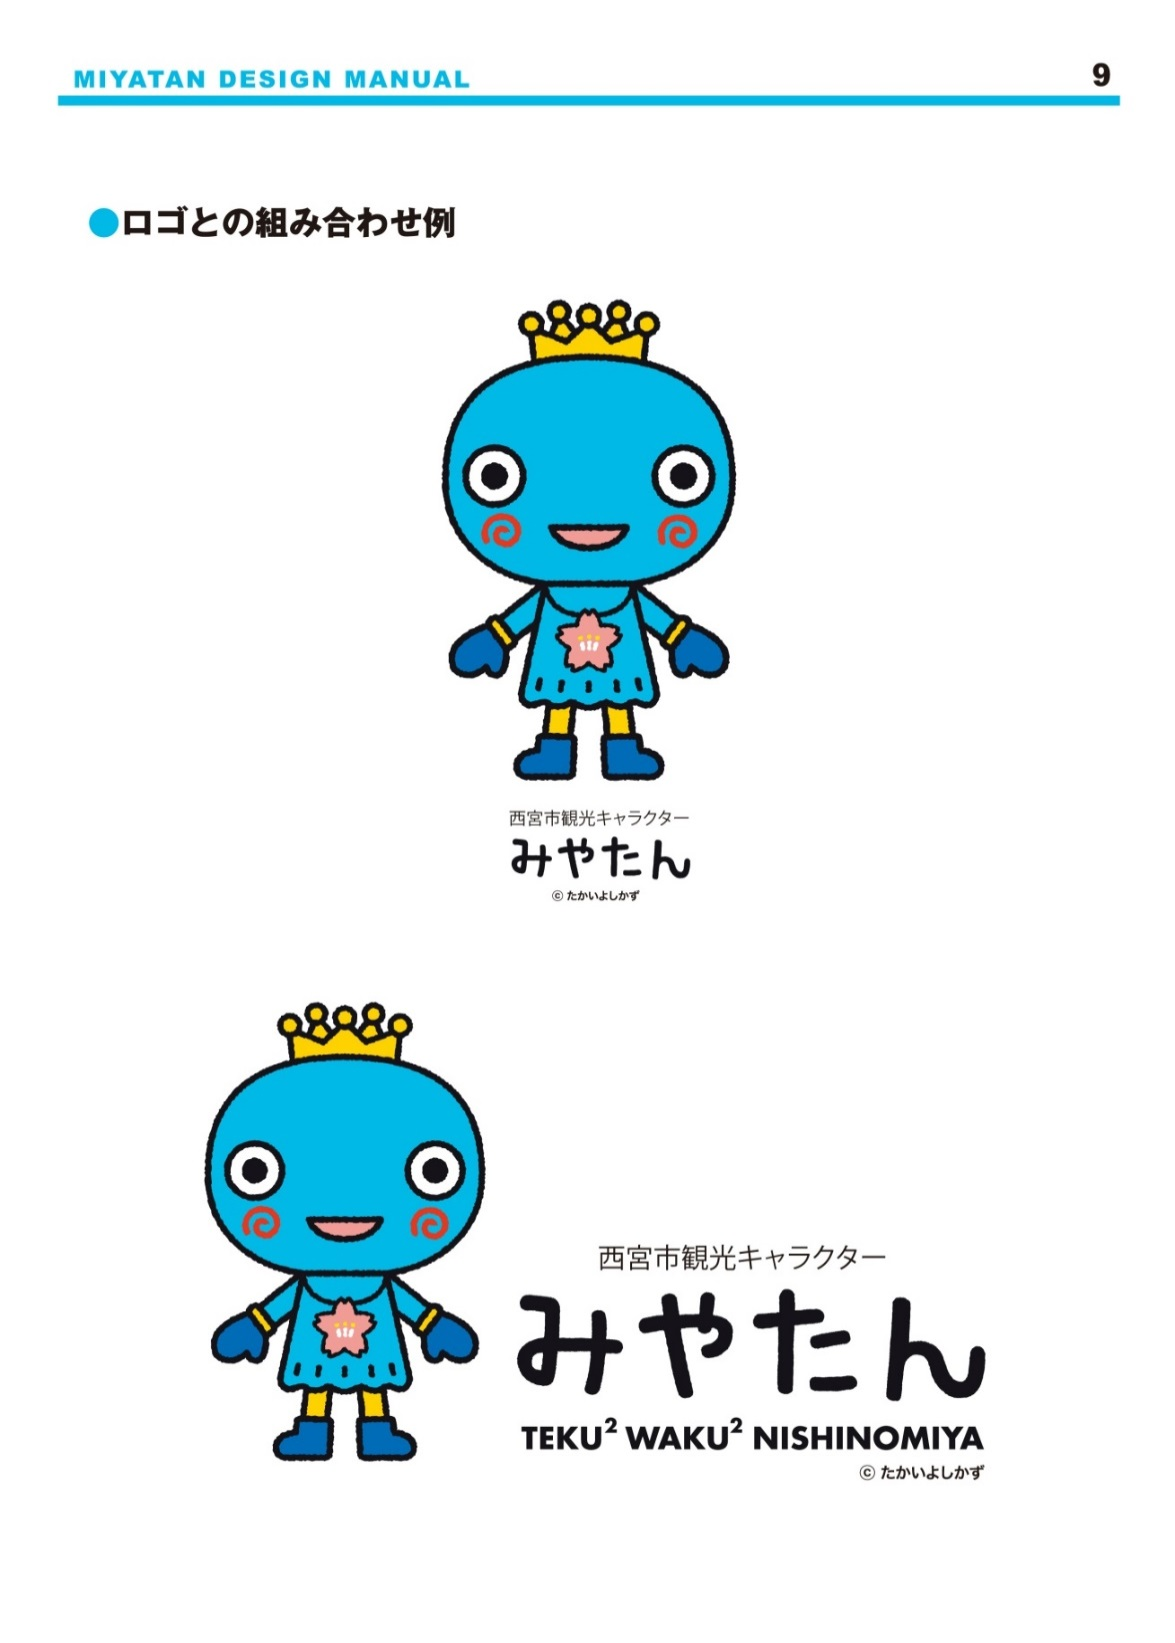 MIYATAN DESIGN MANUAL
9
●ロゴとの組み合わせ例
西宮市観光キャラクター
みやたん
© たかいよしかず
西宮市観光キャラクター
みやたん
TEKU² WAKU² NISHINOMIYA
© たかいよしかず